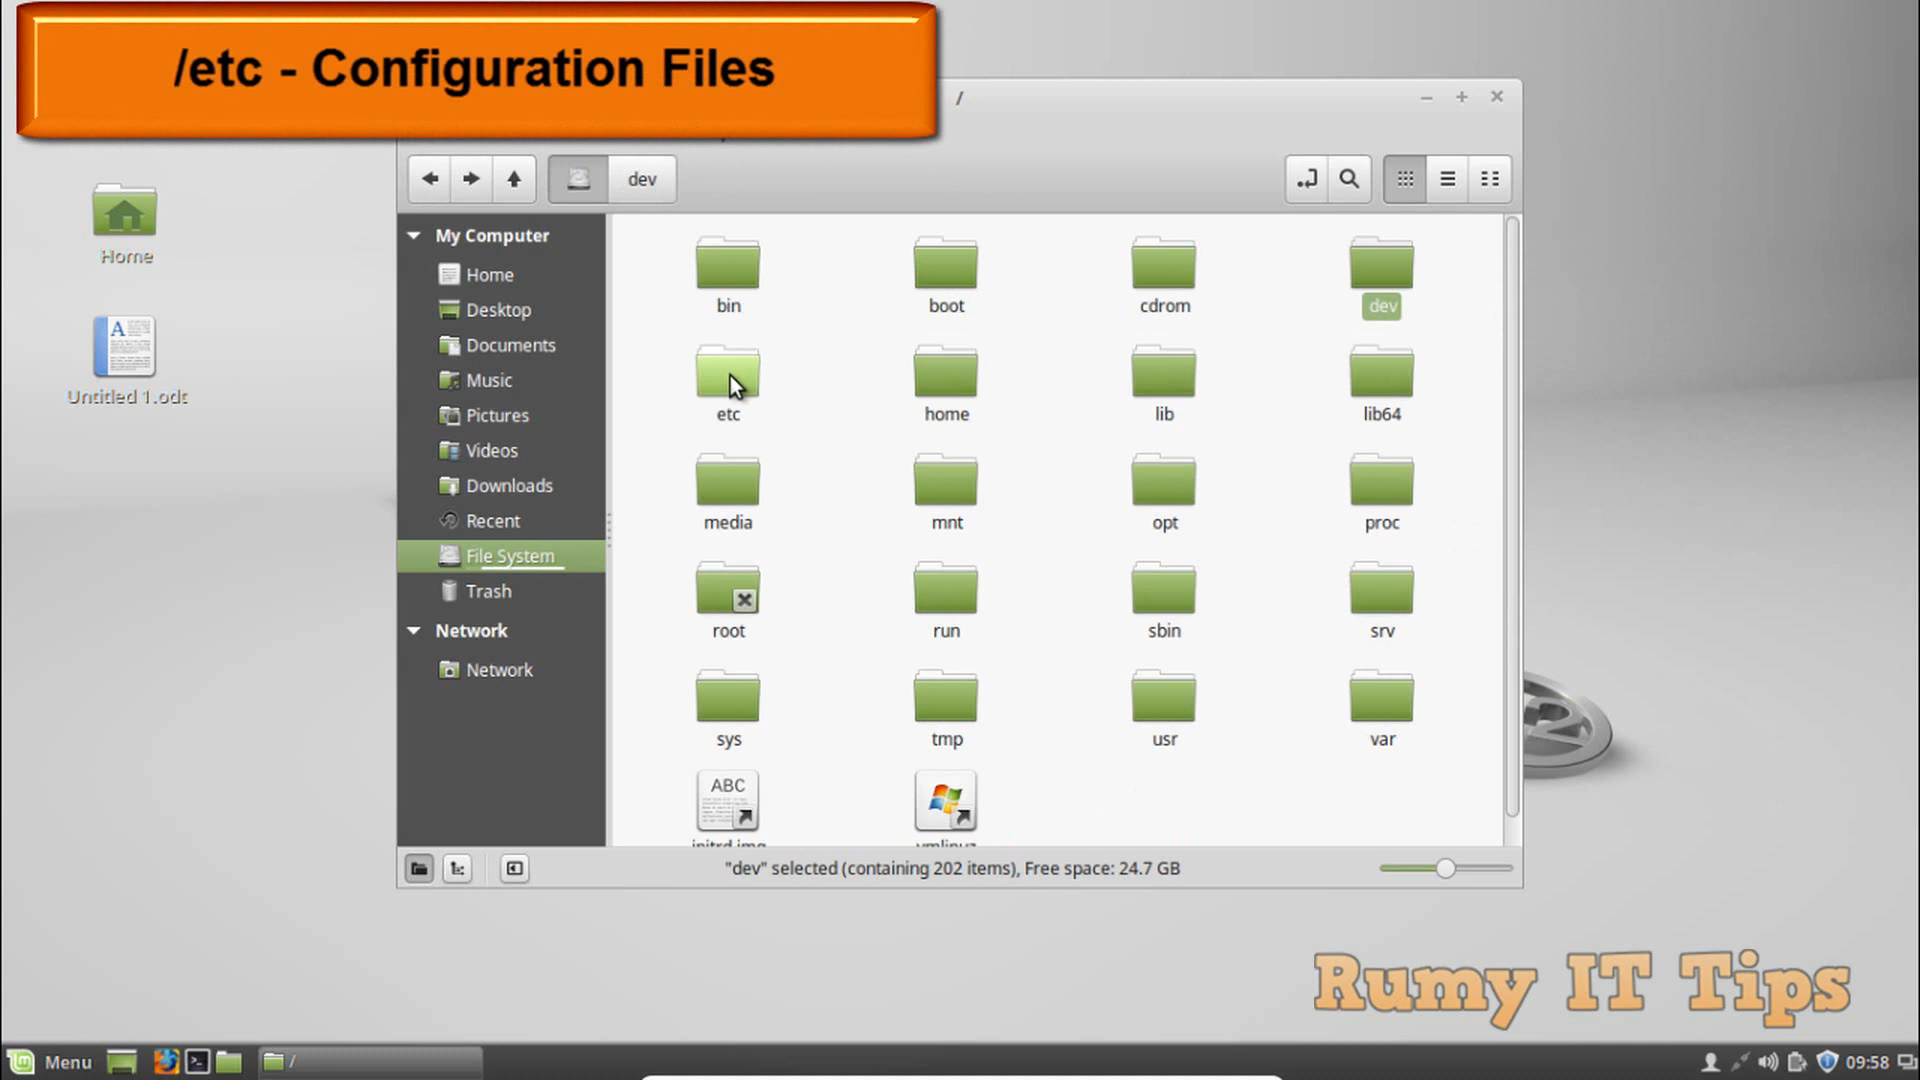 /etc - Configuration Files
/
dev
Home
Untitled 1.odt
My Computer
Home
Desktop
Documents
Music
Pictures
Videos
Downloads
Recent
File System
Trash
Network
Network
bin boot cdrom dev
etc home lib lib64
media mnt opt proc
root run sbin srv
sys tmp usr var
ABC
initrd.img vmlinuz
"dev" selected (containing 202 items), Free space: 24.7 GB
Rumy IT Tips
Menu / 09:58